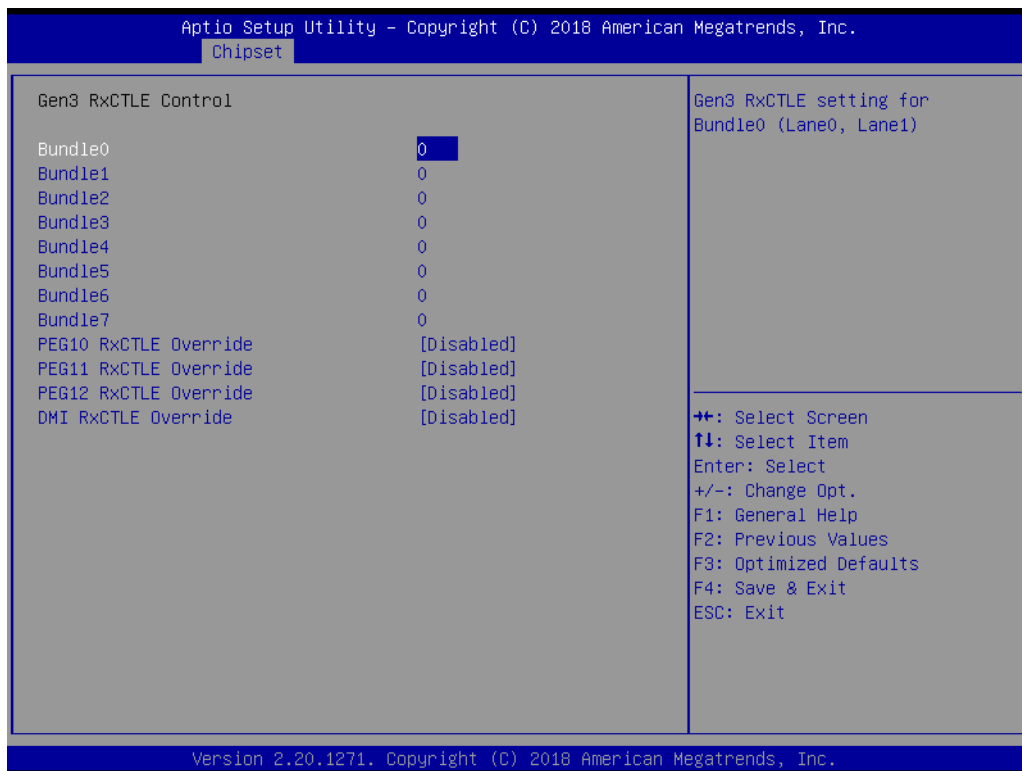 Aptio Setup Utility – Copyright (C) 2018 American Megatrends, Inc.
Chipset
Gen3 RxCTLE Control
Bundle0 0
Bundle1 0
Bundle2 0
Bundle3 0
Bundle4 0
Bundle5 0
Bundle6 0
Bundle7 0
PEG10 RxCTLE Override [Disabled]
PEG11 RxCTLE Override [Disabled]
PEG12 RxCTLE Override [Disabled]
DMI RxCTLE Override [Disabled]
Gen3 RxCTLE setting for
Bundle0 (Lane0, Lane1)
→←: Select Screen
↑↓: Select Item
Enter: Select
+/-: Change Opt.
F1: General Help
F2: Previous Values
F3: Optimized Defaults
F4: Save & Exit
ESC: Exit
Version 2.20.1271. Copyright (C) 2018 American Megatrends, Inc.